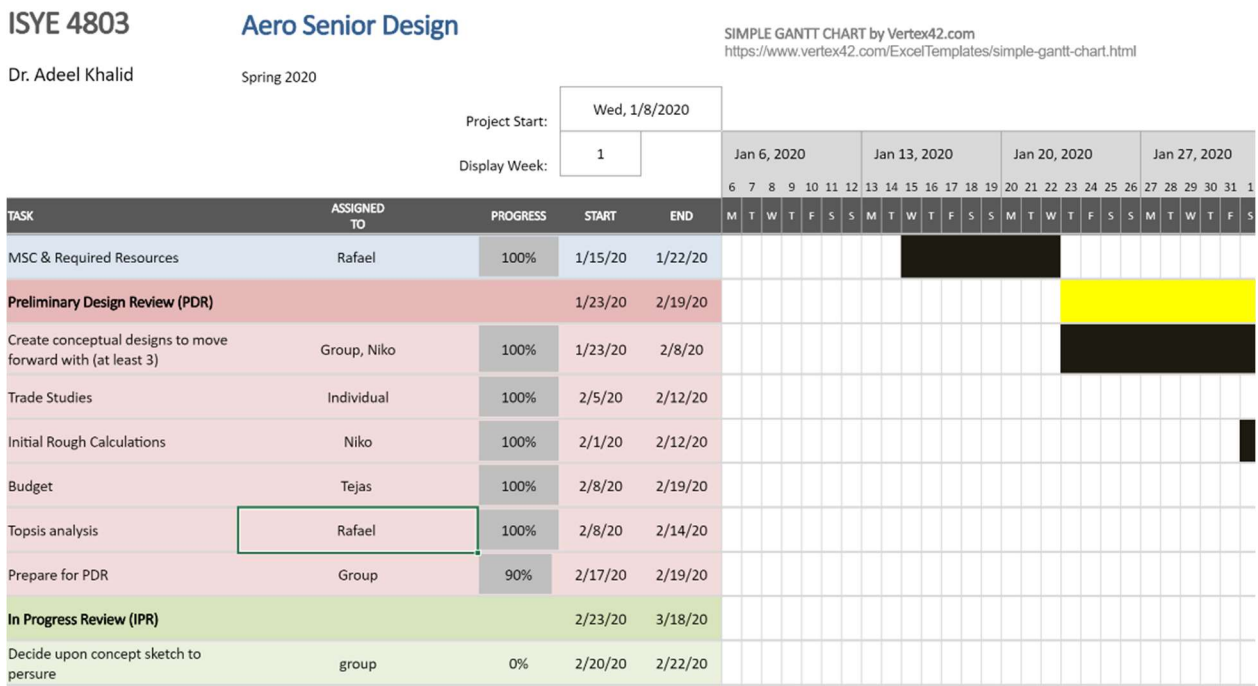 ISYE 4803
Aero Senior Design
SIMPLE GANTT CHART by Vertex42.com
https://www.vertex42.com/ExcelTemplates/simple-gantt-chart.html
Dr. Adeel Khalid
Spring 2020
Project Start: Wed, 1/8/2020
Display Week: 1
Jan 6, 2020 Jan 13, 2020 Jan 20, 2020 Jan 27, 2020
6 7 8 9 10 11 12 13 14 15 16 17 18 19 20 21 22 23 24 25 26 27 28 29 30 31 1
TASK ASSIGNED TO PROGRESS START END M T W T F S S M T W T F S S M T W T F S S M T W T F S
MSC & Required Resources Rafael 100% 1/15/20 1/22/20
Preliminary Design Review (PDR) 1/23/20 2/19/20
Create conceptual designs to move
forward with (at least 3) Group, Niko 100% 1/23/20 2/8/20
Trade Studies Individual 100% 2/5/20 2/12/20
Initial Rough Calculations Niko 100% 2/1/20 2/12/20
Budget Tejas 100% 2/8/20 2/19/20
Topsis analysis Rafael 100% 2/8/20 2/14/20
Prepare for PDR Group 90% 2/17/20 2/19/20
In Progress Review (IPR) 2/23/20 3/18/20
Decide upon concept sketch to
persure group 0% 2/20/20 2/22/20